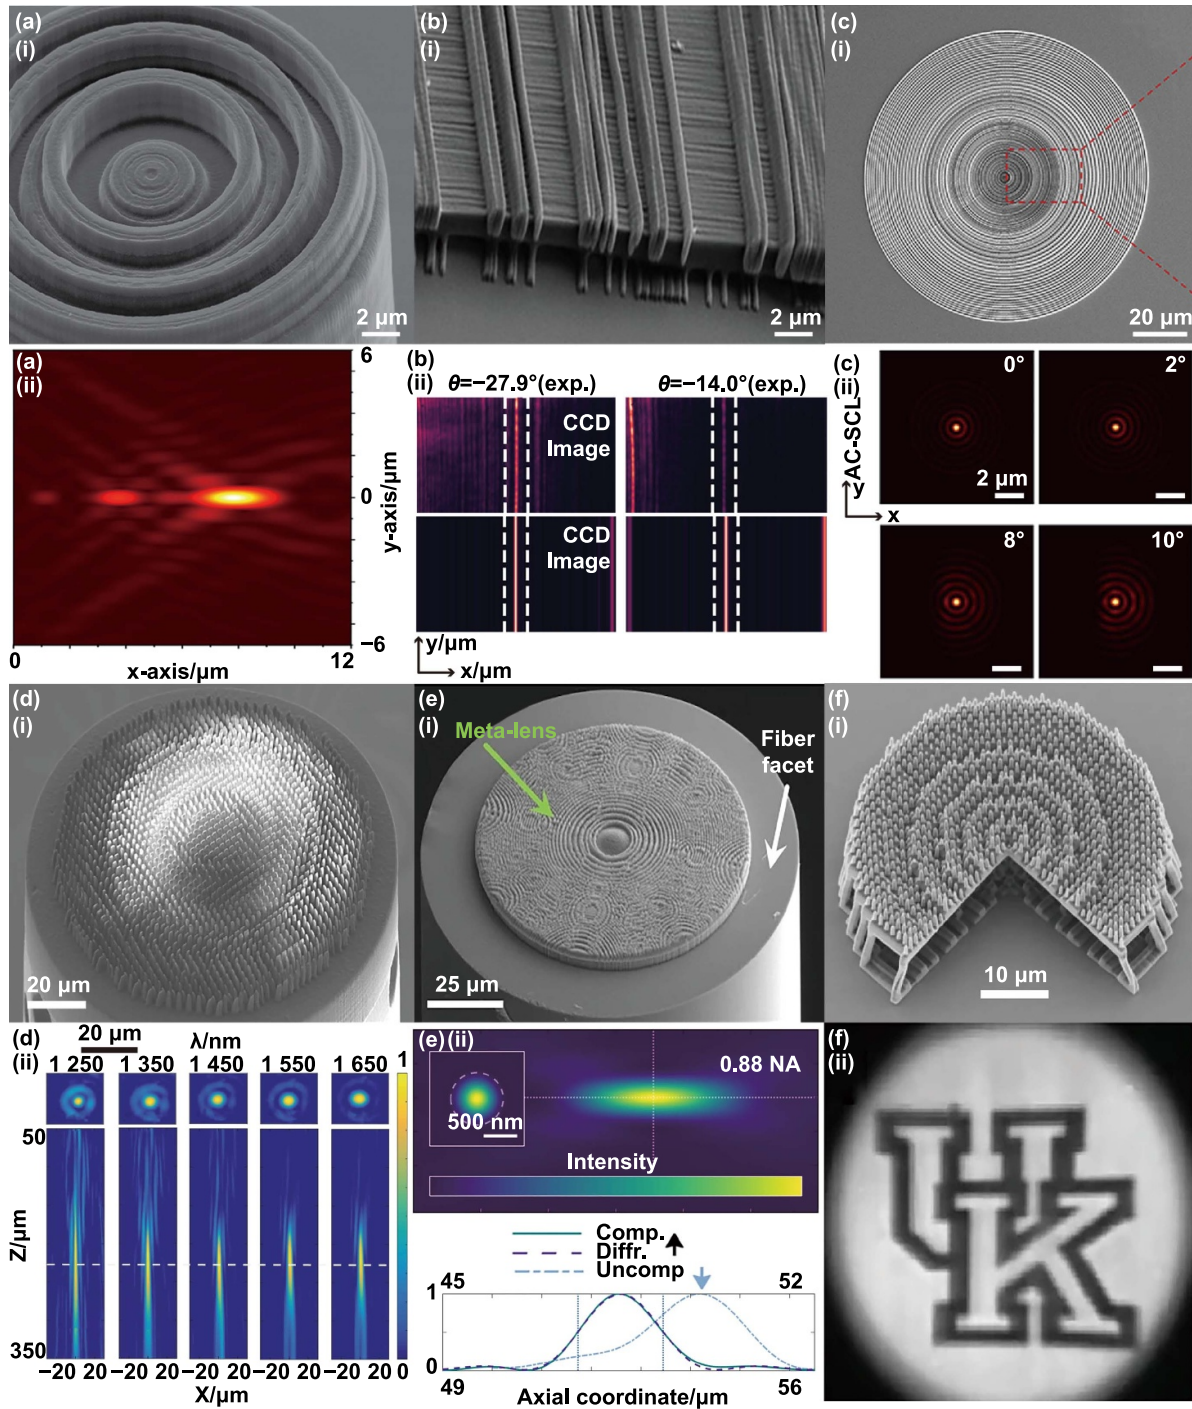 (a)
(i)
2 µm
(b)
(i)
2 µm
(c)
(i)
20 µm
(a)
(ii)
6
0
−6
y-axis/µm
0
12
x-axis/µm
(b)
(ii)
θ=−27.9°(exp.)
θ=−14.0°(exp.)
CCD
Image
CCD
Image
y/µm
x/µm
(c)
(ii)
AC-SCL
y
x
0°
2 µm
2°
8°
10°
(d)
(i)
20 µm
(e)
(i)
Meta-lens
Fiber
facet
25 µm
(f)
(i)
10 µm
(d)
(ii)
20 µm
λ/nm
1 250
1 350
1 450
1 550
1 650
1
0
50
Z/µm
350
−20 20
−20 20
−20 20
−20 20
−20 20
X/µm
(e) (ii)
0.88 NA
500 nm
Intensity
Comp.
Diffr.
Uncomp
45
52
1
0
49
56
Axial coordinate/µm
(f)
(ii)
UK